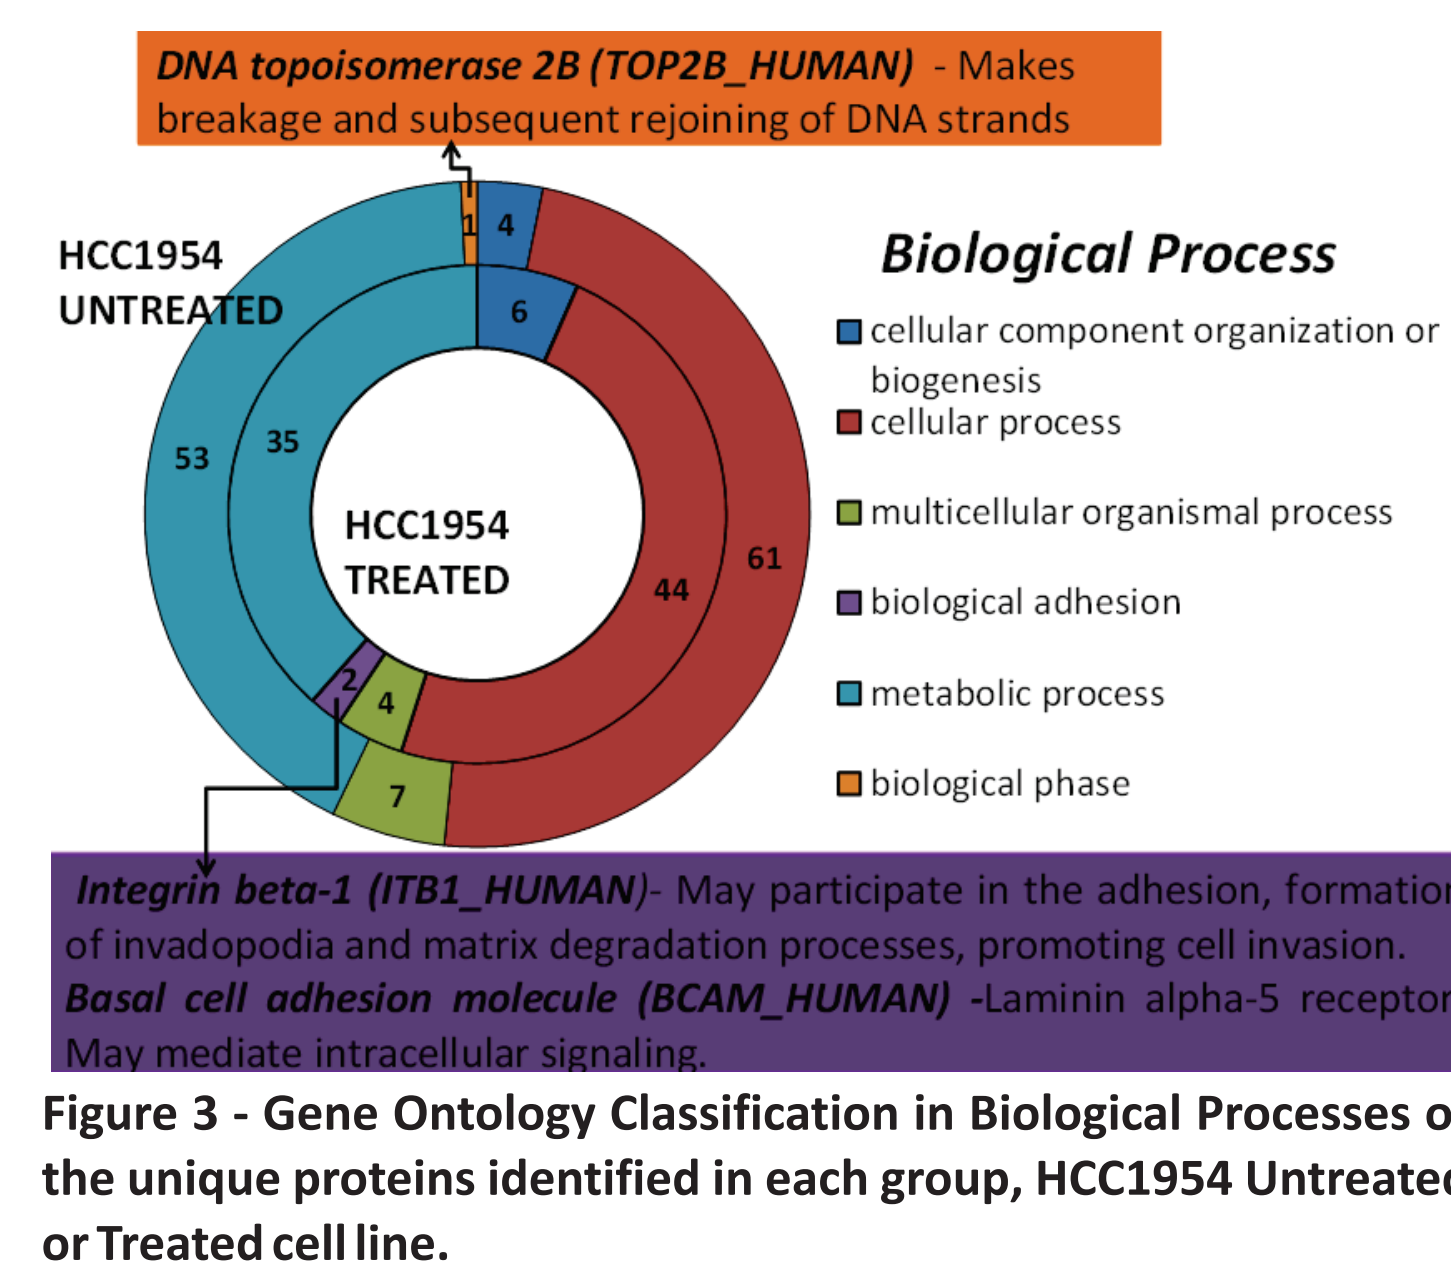 DNA topoisomerase 2B (TOP2B_HUMAN) - Makes
breakage and subsequent rejoining of DNA strands
HCC1954
UNTREATED
1
4
6
53
35
HCC1954
TREATED
44
61
2
4
7
Biological Process
cellular component organization or
biogenesis
cellular process
multicellular organismal process
biological adhesion
metabolic process
biological phase
Integrin beta-1 (ITB1_HUMAN)- May participate in the adhesion, formation
of invadopodia and matrix degradation processes, promoting cell invasion.
Basal cell adhesion molecule (BCAM_HUMAN) -Laminin alpha-5 receptor
May mediate intracellular signaling.
Figure 3 - Gene Ontology Classification in Biological Processes o
the unique proteins identified in each group, HCC1954 Untreated
or Treated cell line.